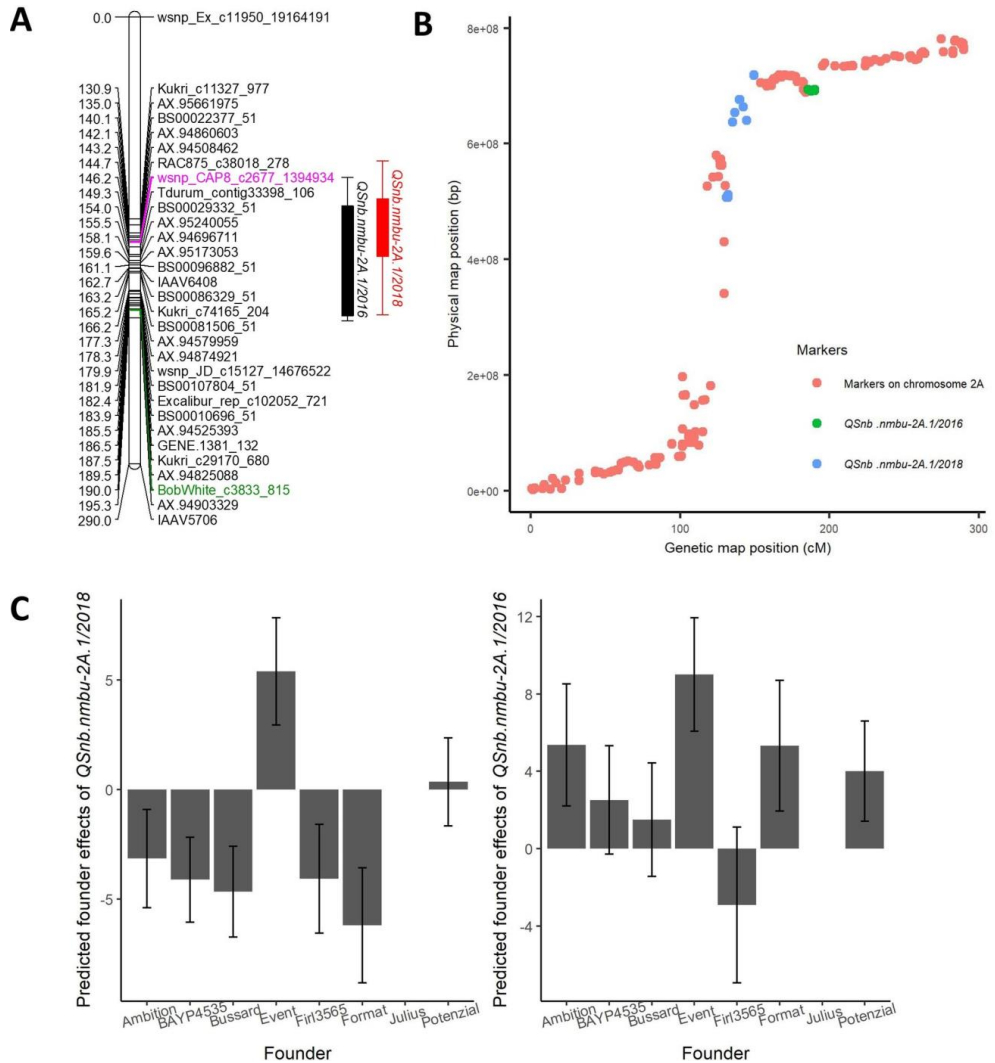 A
0.0 wsnp_Ex_c11950_19164191
130.9 Kukri_c11327_977
135.0 AX.95661975
140.1 BS00022377_51
142.1 AX.94860603
143.2 AX.94508462
144.7 RAC875_c38018_278
146.2 wsnp_CAP8_c2677_1394934
149.3 Tdurum_contig33398_106
154.0 BS00029332_51
155.5 AX.95240055
158.1 AX.94696711
159.6 AX.95173053
161.1 BS00096882_51
162.7 IAAV6408
163.2 BS00086329_51
165.2 Kukri_c74165_204
166.2 BS00081506_51
177.3 AX.94579959
178.3 AX.94874921
179.9 wsnp_JD_c15127_14676522
181.9 BS00107804_51
182.4 Excalibur_rep_c102052_721
183.9 BS00010696_51
185.5 AX.94525393
186.5 GENE.1381_132
187.5 Kukri_c29170_680
189.5 AX.94825088
190.0 BobWhite_c3833_815
195.3 AX.94903329
290.0 IAAV5706
QSnb.nmbu-2A.1/2016
QSnb.nmbu-2A.1/2018
B
Physical map position (bp)
8e+08
6e+08
4e+08
2e+08
0e+00
0 100 200 300
Genetic map position (cM)
Markers
Markers on chromosome 2A
QSnb .nmbu-2A.1/2016
QSnb .nmbu-2A.1/2018
C
Predicted founder effects of QSnb.nmbu-2A.1/2018
5
0
-5
Ambition BAYP4535 Bussard Event Firl3565 Format Julius Potenzial
Founder
Predicted founder effects of QSnb.nmbu-2A.1/2016
12
8
4
0
-4
Ambition BAYP4535 Bussard Event Firl3565 Format Julius Potenzial
Founder